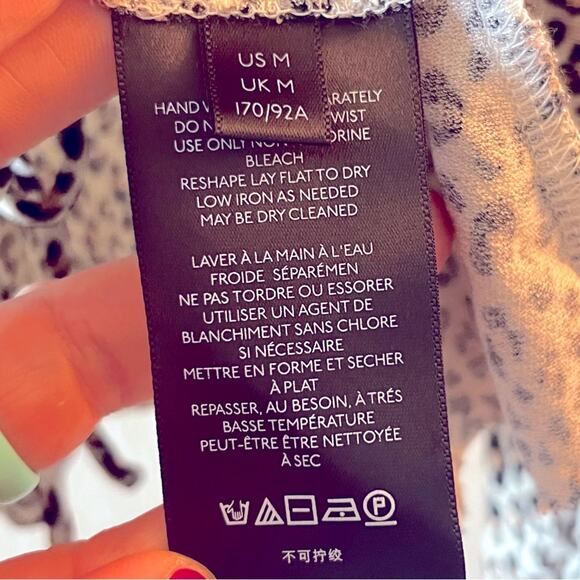 US M
UK M
170/92A
HAND RATELY
DO WIST
USE ONLY ORINE
BLEACH
RESHAPE LAY FLAT TO DRY
LOW IRON AS NEEDED
MAY BE DRY CLEANED
LAVER À LA MAIN À L'EAU
FROIDE SÉPARÉMEN
NE PAS TORDRE OU ESSORER
UTILISER UN AGENT DE
BLANCHIMENT SANS CHLORE
SI NÉCESSAIRE
METTRE EN FORME ET SECHER
À PLAT
REPASSER, AU BESOIN, À TRÉS
BASSE TEMPÉRATURE
PEUT-ÊTRE ÊTRE NETTOYÉE
À SEC
P
不可拧绞